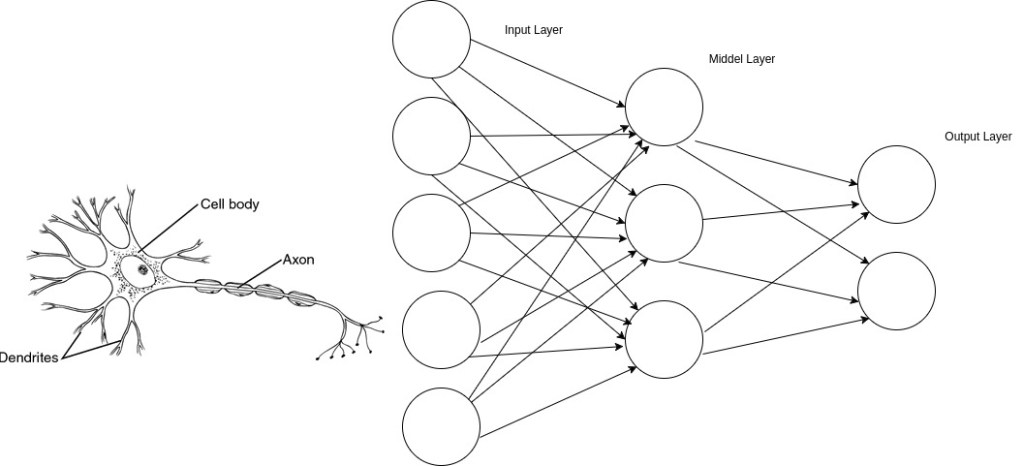 Input Layer
Middel Layer
Output Layer
Cell body
Axon
Dendrites